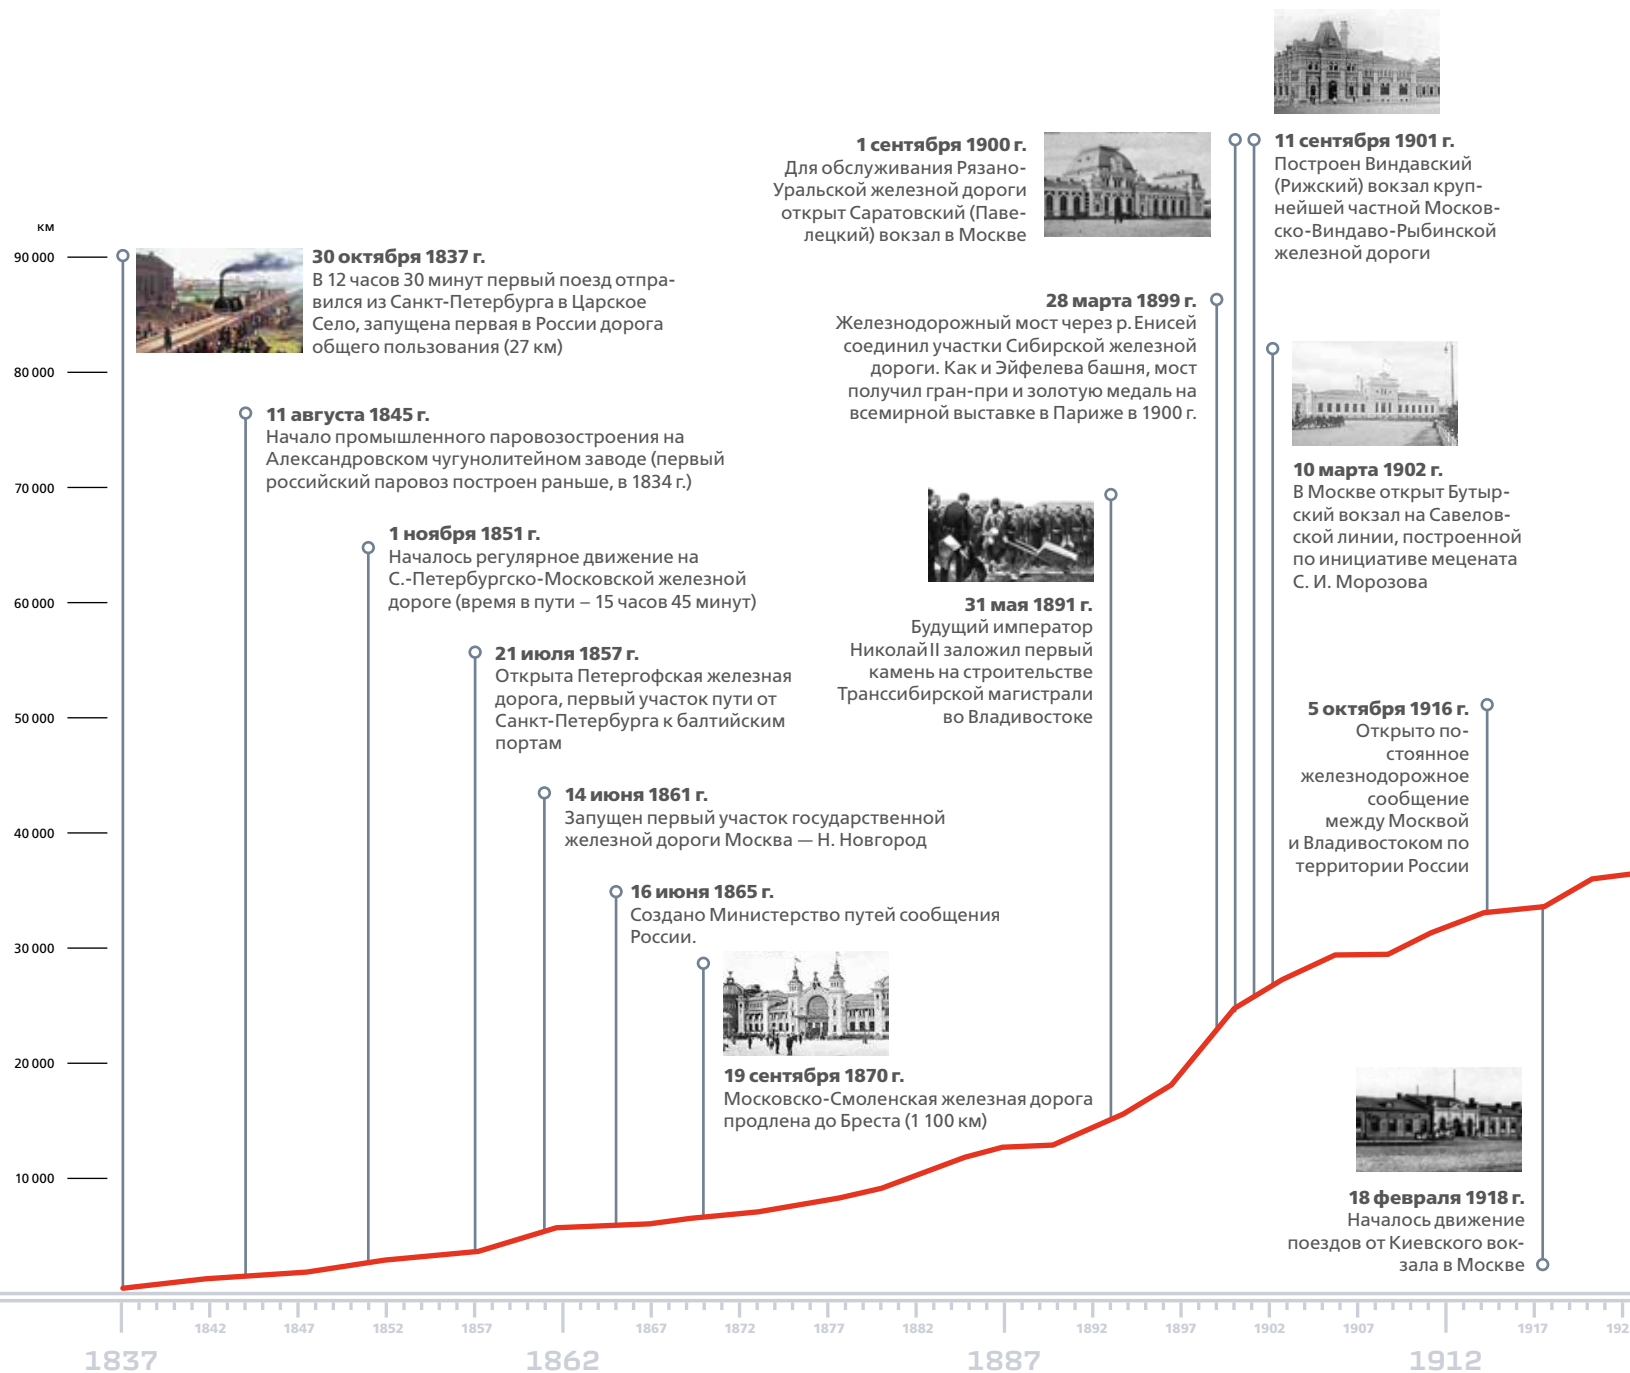 11 сентября 1901 г.
Построен Виндавский
(Рижский) вокзал круп-
нейшей частной Москов-
ско-Виндаво-Рыбинской
железной дороги
1 сентября 1900 г.
Для обслуживания Рязано-
Уральской железной дороги
открыт Саратовский (Паве-
лецкий) вокзал в Москве
км
90 000
80 000
70 000
60 000
50 000
40 000
30 000
20 000
10 000
30 октября 1837 г.
В 12 часов 30 минут первый поезд отпра-
вился из Санкт-Петербурга в Царское
Село, запущена первая в России дорога
общего пользования (27 км)
28 марта 1899 г.
Железнодорожный мост через р. Енисей
соединил участки Сибирской железной
дороги. Как и Эйфелева башня, мост
получил гран-при и золотую медаль на
всемирной выставке в Париже в 1900 г.
11 августа 1845 г.
Начало промышленного паровозостроения на
Александровском чугунолитейном заводе (первый
российский паровоз построен раньше, в 1834 г.)
10 марта 1902 г.
В Москве открыт Бутыр-
ский вокзал на Савелов-
ской линии, построенной
по инициативе мецената
С. И. Морозова
1 ноября 1851 г.
Началось регулярное движение на
С.-Петербургско-Московской железной
дороге (время в пути – 15 часов 45 минут)
31 мая 1891 г.
Будущий император
Николай II заложил первый
камень на строительстве
Транссибирской магистрали
во Владивостоке
21 июля 1857 г.
Открыта Петергофская железная
дорога, первый участок пути от
Санкт-Петербурга к балтийским
портам
5 октября 1916 г.
Открыто по-
стоянное
железнодорожное
сообщение
между Москвой
и Владивостоком по
территории России
14 июня 1861 г.
Запущен первый участок государственной
железной дороги Москва — Н. Новгород
16 июня 1865 г.
Создано Министерство путей сообщения
России.
19 сентября 1870 г.
Московско-Смоленская железная дорога
продлена до Бреста (1 100 км)
18 февраля 1918 г.
Началось движение
поездов от Киевского вок-
зала в Москве
1842 1847 1852 1857 1867 1872 1877 1882 1892 1897 1902 1907 1917 192
1837 1862 1887 1912